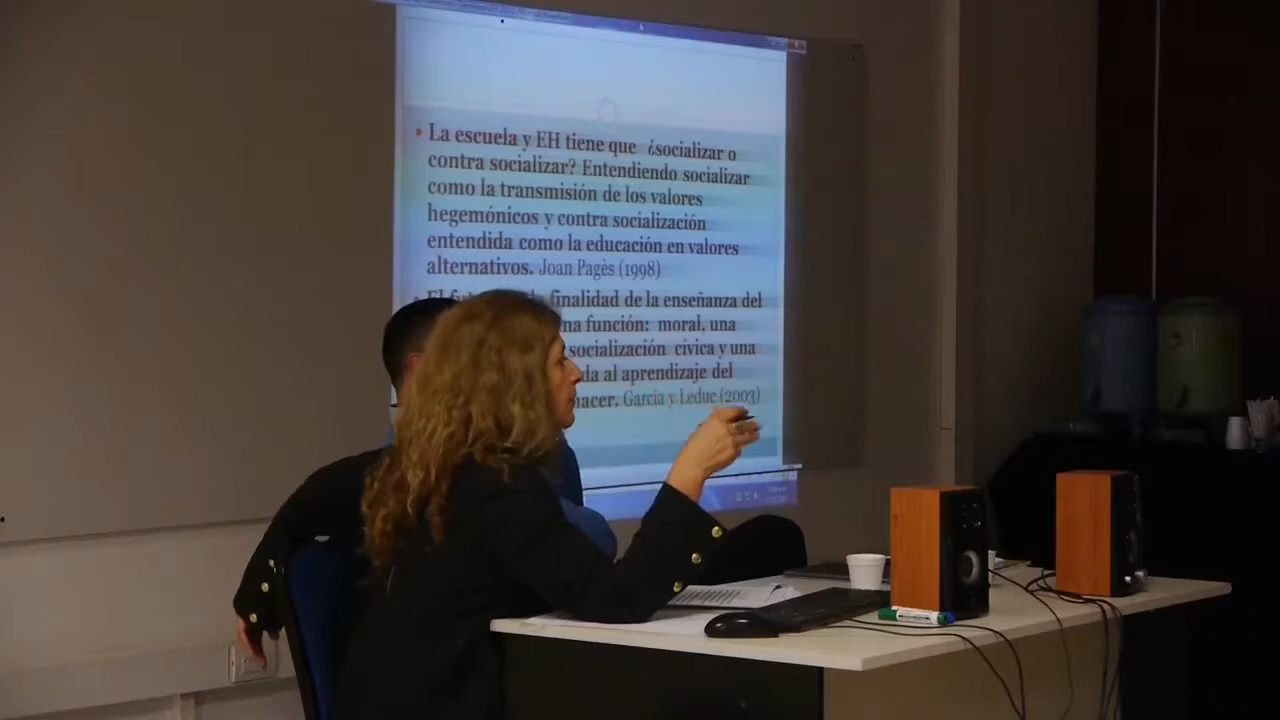 • La escuela y EH tiene que ¿socializar o
contra socializar? Entendiendo socializar
como la transmisión de los valores
hegemónicos y contra socialización
entendida como la educación en valores
alternativos. Joan Pagès (1998)
• El finalidad de la enseñanza del
función: moral, una
socialización cívica y una
al aprendizaje del
García y Leduc (2003)